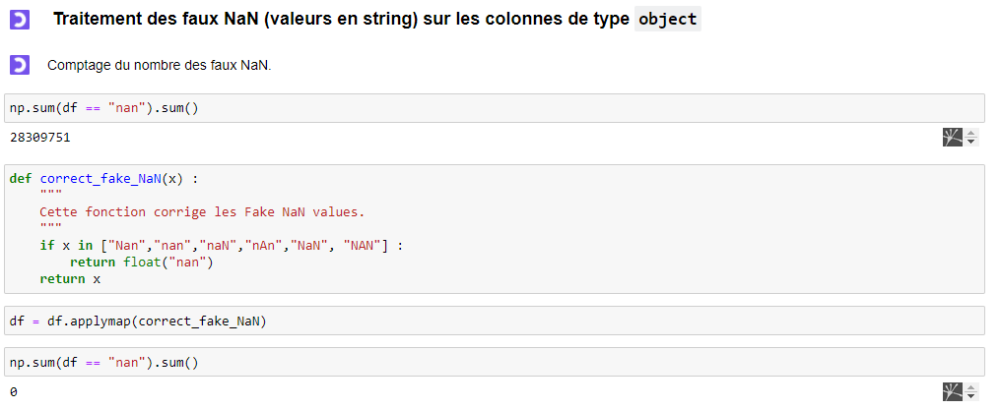 Traitement des faux NaN (valeurs en string) sur les colonnes de type object
Comptage du nombre des faux NaN.
np.sum(df == "nan").sum()
28309751
def correct_fake_NaN(x) :
    """
    Cette fonction corrige les Fake NaN values.
    """
    if x in ["Nan","nan","naN","nAn","NaN", "NAN"] :
        return float("nan")
    return x
df = df.applymap(correct_fake_NaN)
np.sum(df == "nan").sum()
0